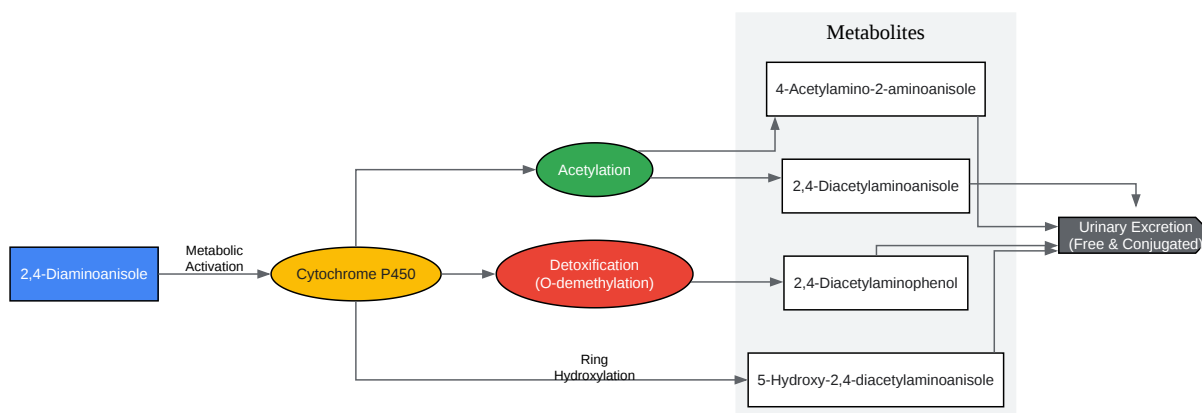 Metabolites
4-Acetylamino-2-aminoanisole
Acetylation
2,4-Diacetylaminoanisole
Urinary Excretion
(Free & Conjugated)
Metabolic
Activation
2,4-Diaminoanisole
Cytochrome P450
Detoxification
(O-demethylation)
2,4-Diacetylaminophenol
Ring
Hydroxylation
5-Hydroxy-2,4-diacetylaminoanisole